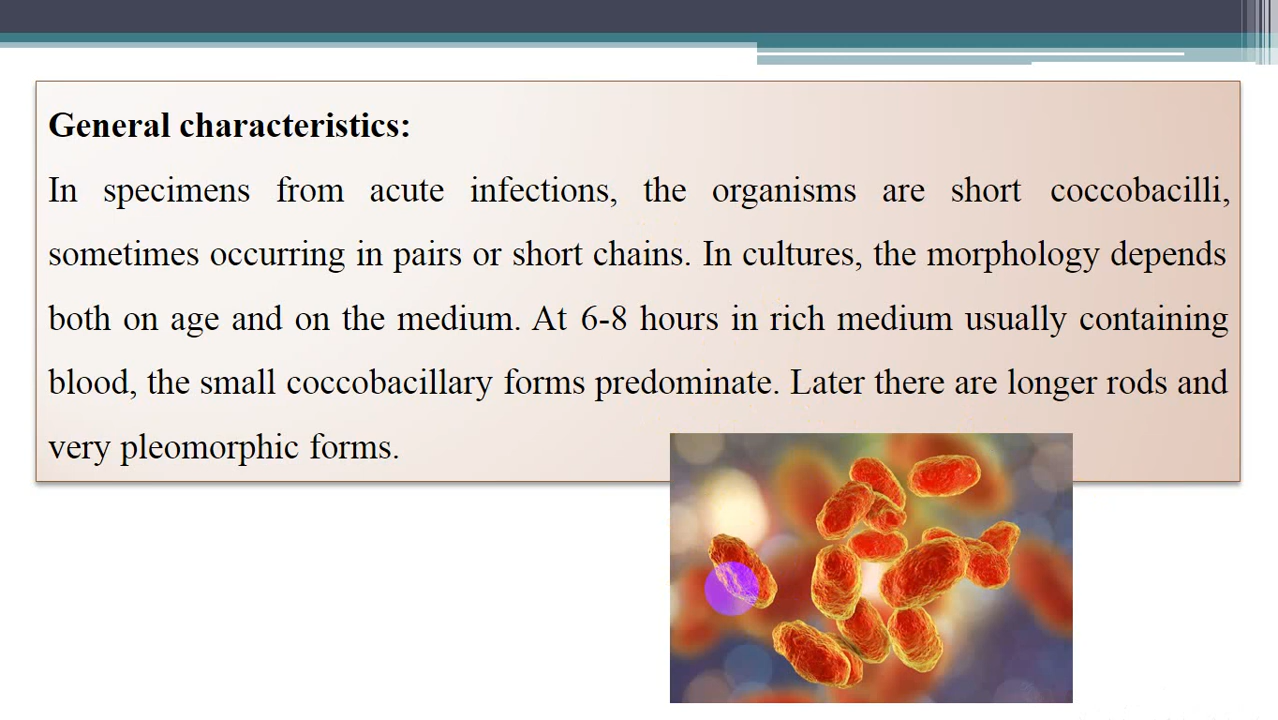 General characteristics:
In specimens from acute infections, the organisms are short coccobacilli,
sometimes occurring in pairs or short chains. In cultures, the morphology depends
both on age and on the medium. At 6-8 hours in rich medium usually containing
blood, the small coccobacillary forms predominate. Later there are longer rods and
very pleomorphic forms.